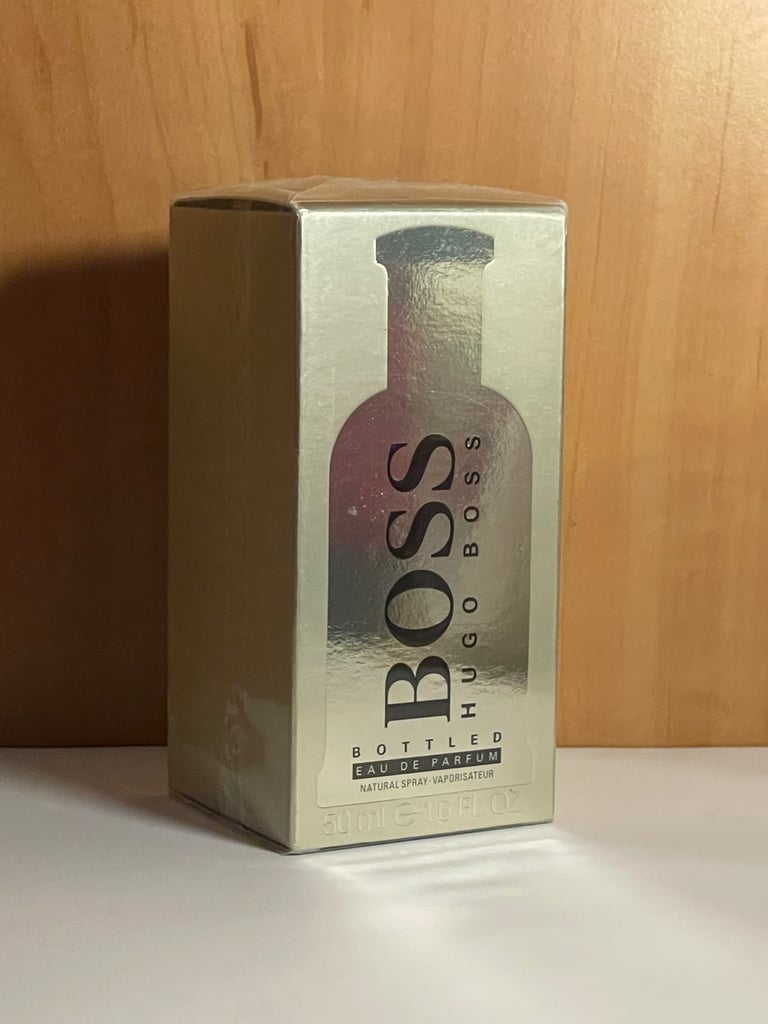 BOSS
HUGO BOSS
BOTTLED
EAU DE PARFUM
NATURAL SPRAY-VAPORISATEUR
50 ml e 1.6 FL OZ